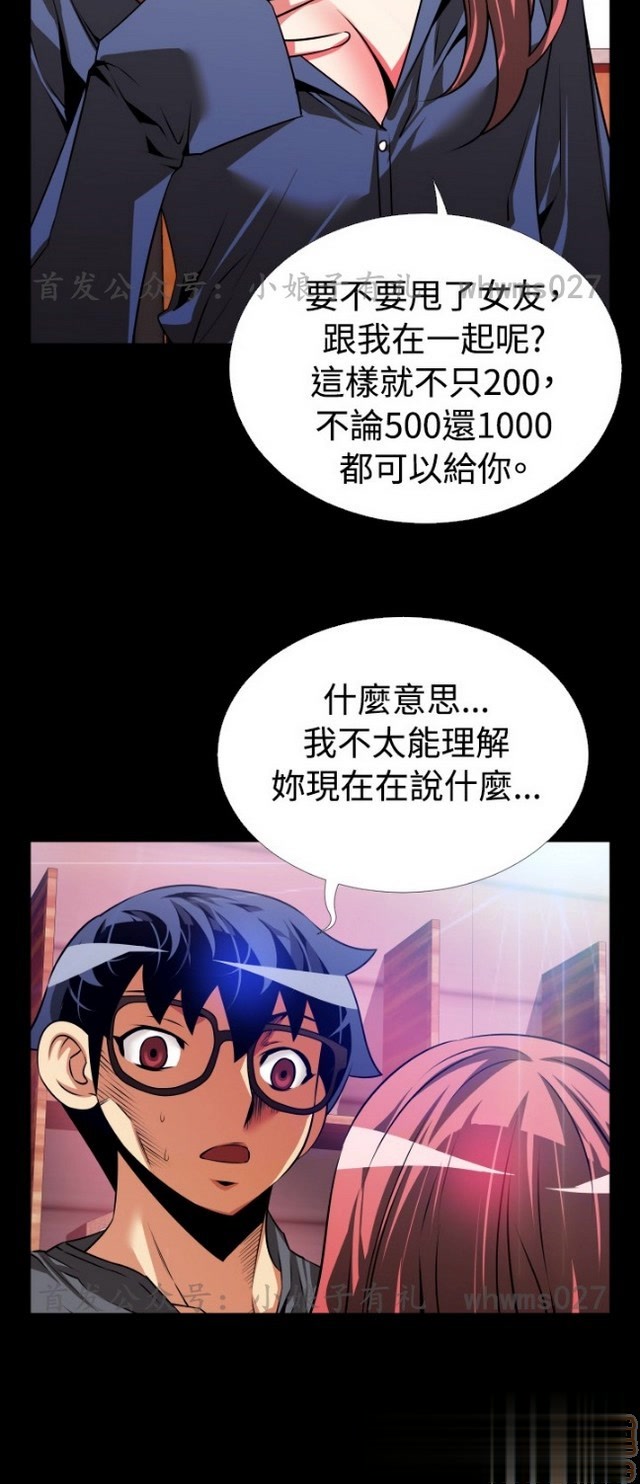 首发公众号：小娘子有礼 whwms027
要不要甩了女友，
跟我在一起呢?
這樣就不只200，
不論500還1000
都可以給你。
什麼意思...
我不太能理解
妳現在在說什麼...
首发公众号：小娘子有礼 whwms027